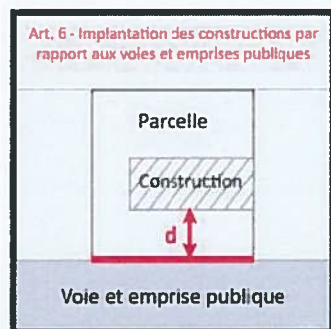 Art. 6 - Implantation des constructions par
rapport aux voies et emprises publiques
Parcelle
Construction
d
Voie et emprise publique